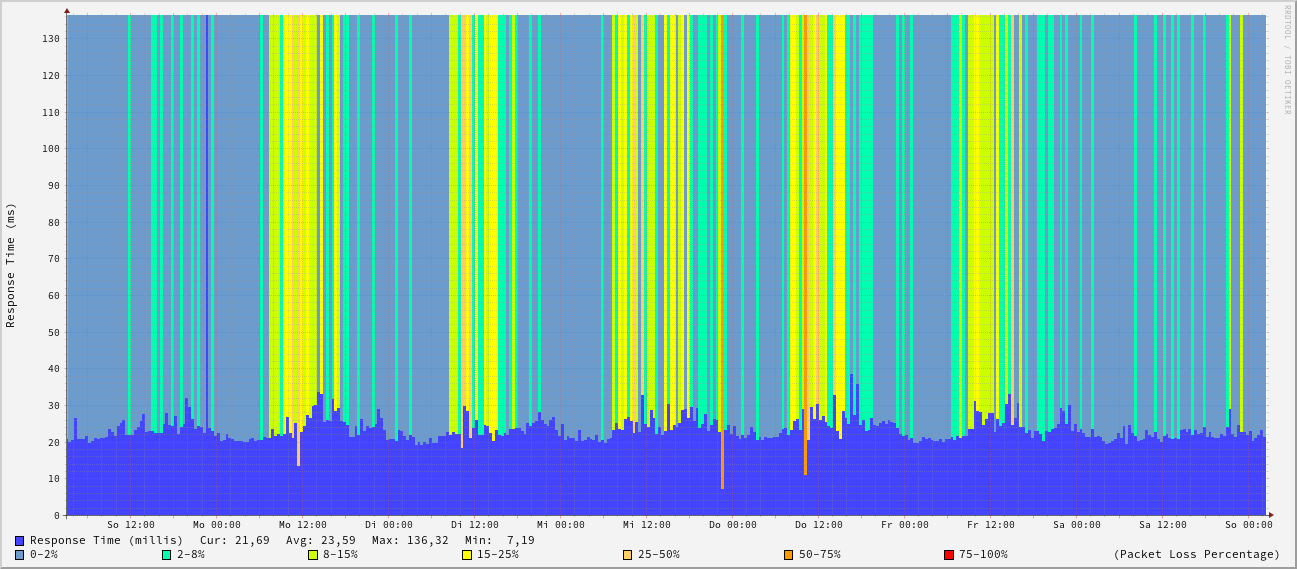 RRDTOOL / TOBI OETIKER
Response Time (ms)
130
120
110
100
90
80
70
60
50
40
30
20
10
0
So 12:00 Mo 00:00 Mo 12:00 Di 00:00 Di 12:00 Mi 00:00 Mi 12:00 Do 00:00 Do 12:00 Fr 00:00 Fr 12:00 Sa 00:00 Sa 12:00 So 00:00
Response Time (millis) Cur: 21,69 Avg: 23,59 Max: 136,32 Min: 7,19
0-2% 2-8% 8-15% 15-25% 25-50% 50-75% 75-100% (Packet Loss Percentage)